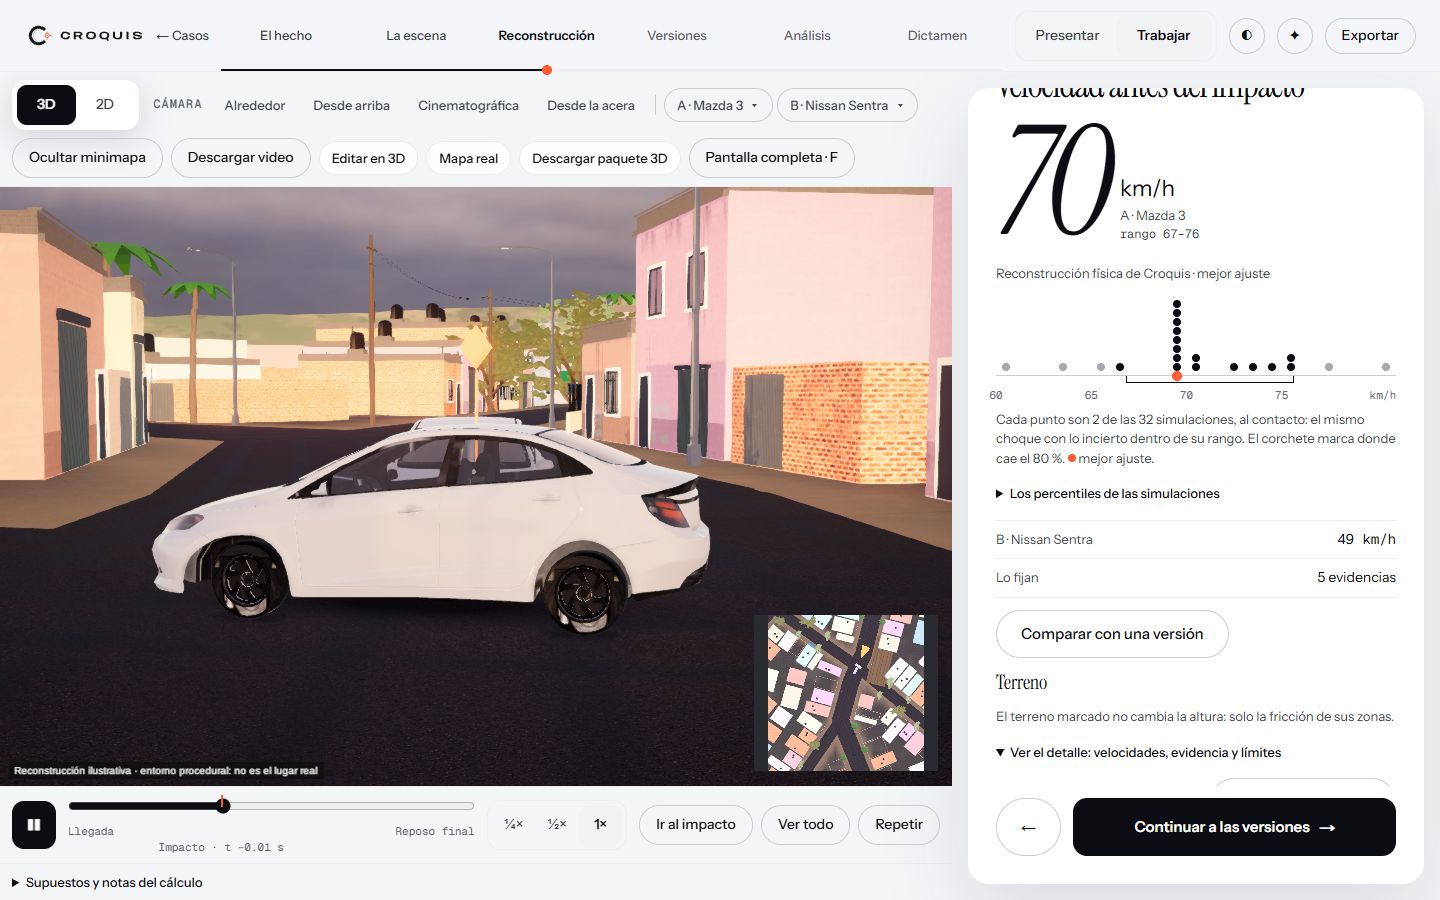 CROQUIS
← Casos
El hecho
La escena
Reconstrucción
Versiones
Análisis
Dictamen
Presentar
Trabajar
Exportar
3D
2D
CÁMARA
Alrededor
Desde arriba
Cinematográfica
Desde la acera
A · Mazda 3
B · Nissan Sentra
Ocultar minimapa
Descargar video
Editar en 3D
Mapa real
Descargar paquete 3D
Pantalla completa · F
Reconstrucción ilustrativa - entorno procedural: no es el lugar real
Llegada
Reposo final
Impacto · t -0.01 s
¼×
½×
1×
Ir al impacto
Ver todo
Repetir
Supuestos y notas del cálculo
Velocidad antes del impacto
70
km/h
A · Mazda 3
rango 67-76
Reconstrucción física de Croquis · mejor ajuste
60
65
70
75
km/h
Cada punto son 2 de las 32 simulaciones, al contacto: el mismo
choque con lo incierto dentro de su rango. El corchete marca donde
cae el 80 %. mejor ajuste.
Los percentiles de las simulaciones
B · Nissan Sentra
49 km/h
Lo fijan
5 evidencias
Comparar con una versión
Terreno
El terreno marcado no cambia la altura: solo la fricción de sus zonas.
Ver el detalle: velocidades, evidencia y límites
←
Continuar a las versiones →